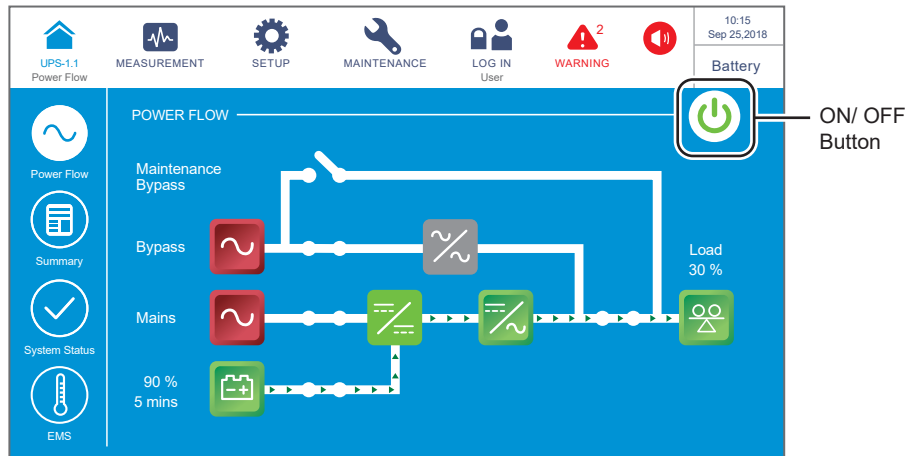 UPS-1.1
Power Flow
MEASUREMENT
SETUP
MAINTENANCE
LOG IN
User
WARNING
2
10:15
Sep 25,2018
Battery
POWER FLOW
ON/ OFF
Button
Power Flow
Summary
System Status
EMS
Maintenance
Bypass
Bypass
Mains
90 %
5 mins
Load
30 %